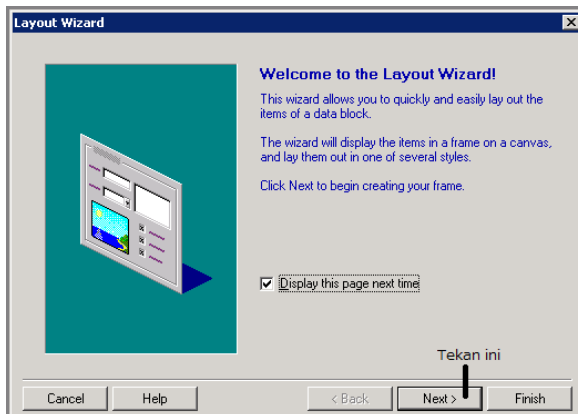 Layout Wizard
Welcome to the Layout Wizard!
This wizard allows you to quickly and easily lay out the
items of a data block.
The wizard will display the items in a frame on a canvas,
and lay them out in one of several styles.
Click Next to begin creating your frame.
Display this page next time
Tekan ini
Cancel
Help
< Back
Next >
Finish